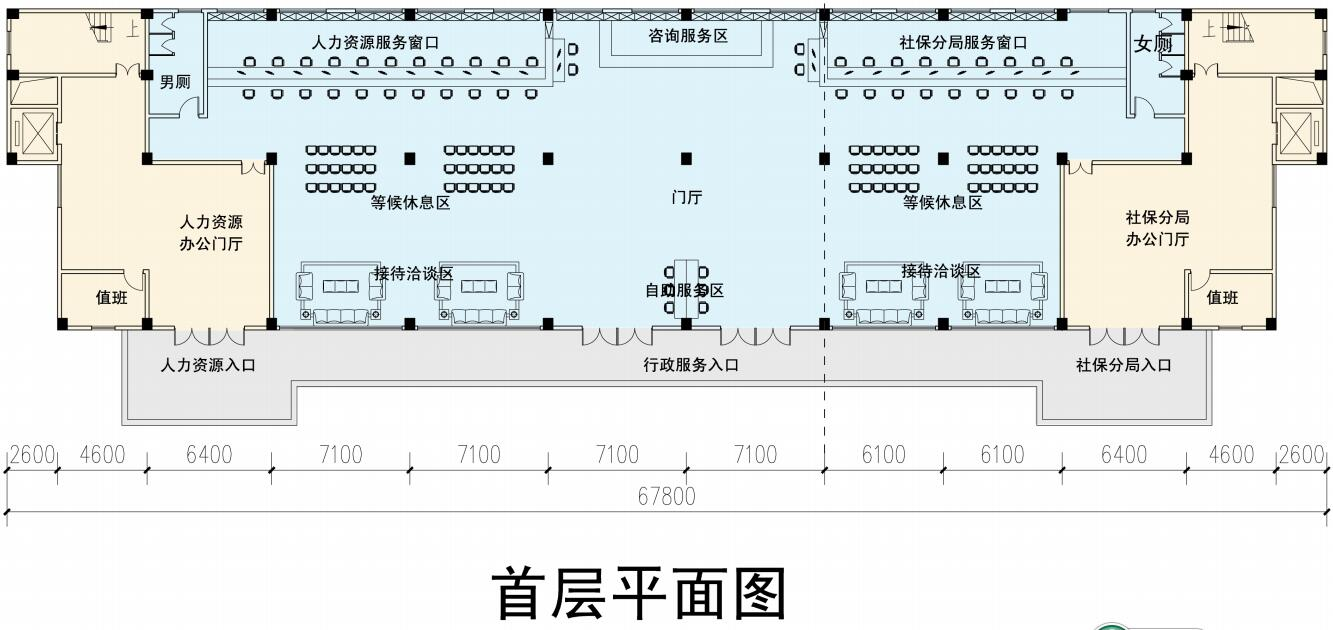 人力资源服务窗口
咨询服务区
社保分局服务窗口
上
男厕
女厕
上
等候休息区
门厅
等候休息区
人力资源
办公门厅
社保分局
办公门厅
接待洽谈区
自助服务区
接待洽谈区
值班
值班
人力资源入口
行政服务入口
社保分局入口
2600 4600 6400 7100 7100 7100 7100 6100 6100 6400 4600 2600
67800
首层平面图